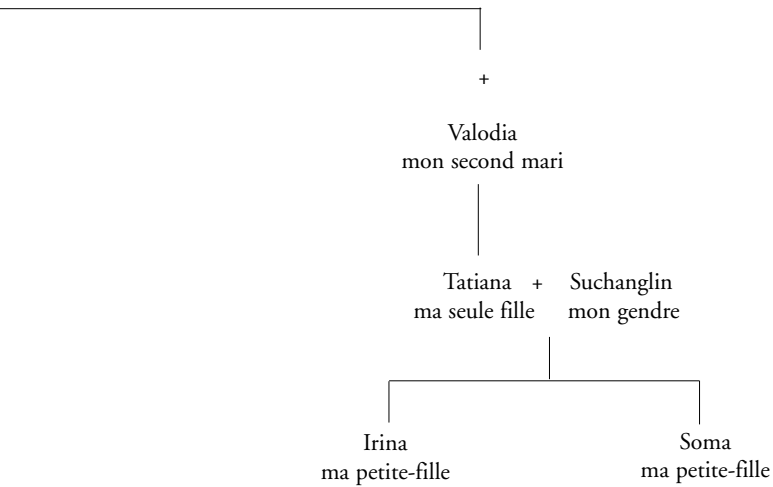 +
Valodia
mon second mari
Tatiana + Suchanglin
ma seule fille mon gendre
Irina Soma
ma petite-fille ma petite-fille